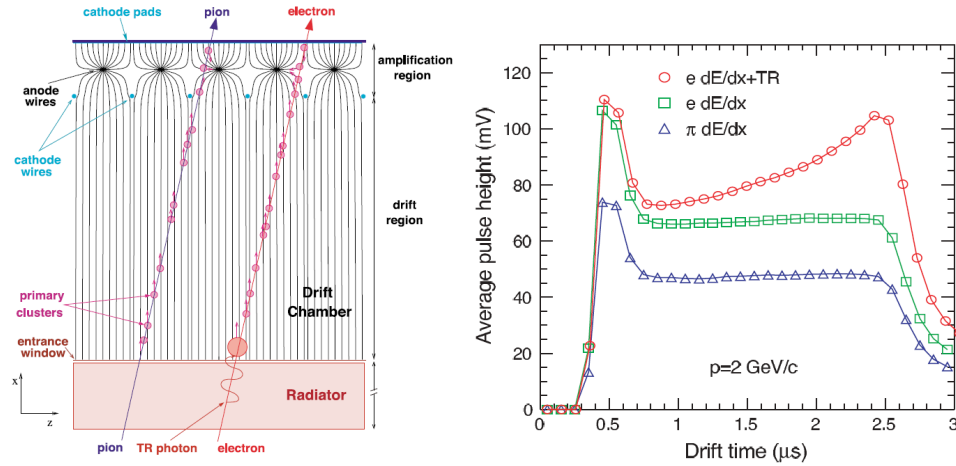 cathode pads
pion
electron
amplification
region
anode
wires
cathode
wires
drift
region
primary
clusters
Drift
Chamber
entrance
window
x
z
Radiator
pion
TR photon
electron
Average pulse height (mV)
120
100
80
60
40
20
0
e dE/dx+TR
e dE/dx
π dE/dx
p=2 GeV/c
0 0.5 1 1.5 2 2.5 3
Drift time (μs)